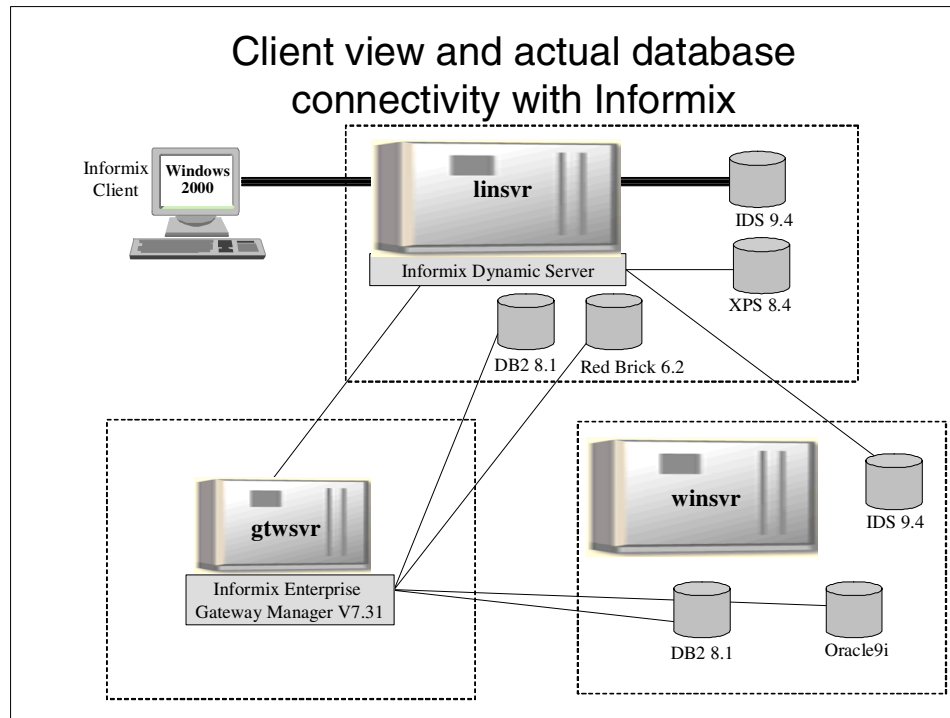 Client view and actual database
connectivity with Informix
Informix
Client
Windows
2000
linsvr
Informix Dynamic Server
IDS 9.4
XPS 8.4
DB2 8.1
Red Brick 6.2
gtwsvr
Informix Enterprise
Gateway Manager V7.31
winsvr
IDS 9.4
DB2 8.1
Oracle9i